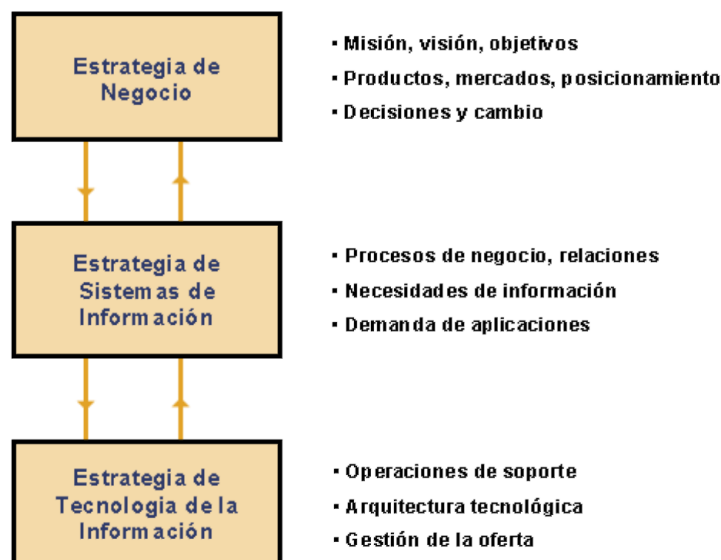 Estrategia de
Negocio
▪ Misión, visión, objetivos
▪ Productos, mercados, posicionamiento
▪ Decisiones y cambio
Estrategia de
Sistemas de
Información
▪ Procesos de negocio, relaciones
▪ Necesidades de información
▪ Demanda de aplicaciones
Estrategia de
Tecnologia de la
Información
▪ Operaciones de soporte
▪ Arquitectura tecnológica
▪ Gestión de la oferta